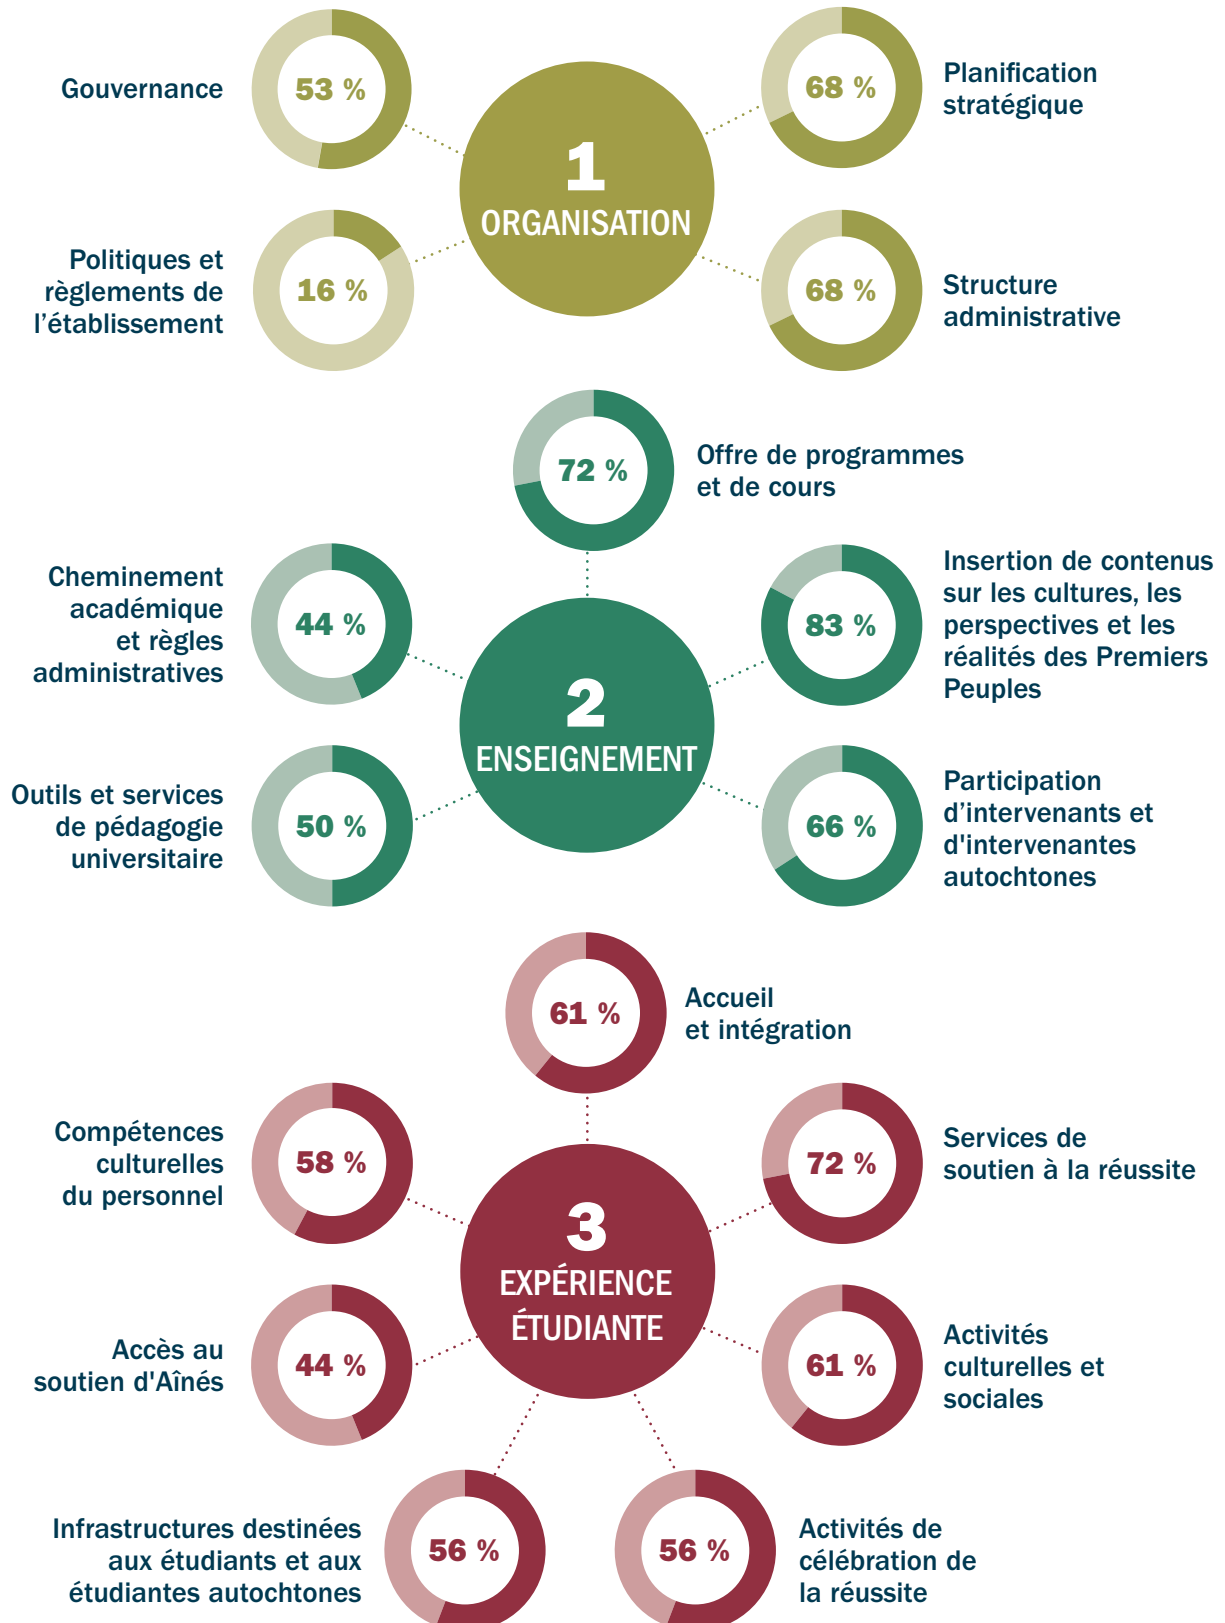 53 %
Gouvernance
68 %
Planification
stratégique
1
ORGANISATION
16 %
Politiques et
règlements de
l'établissement
68 %
Structure
administrative
72 %
Offre de programmes
et de cours
44 %
Cheminement
académique
et règles
administratives
83 %
Insertion de contenus
sur les cultures, les
perspectives et les
réalités des Premiers
Peuples
2
ENSEIGNEMENT
50 %
Outils et services
de pédagogie
universitaire
66 %
Participation
d’intervenants et
d'intervenantes
autochtones
61 %
Accueil
et intégration
58 %
Compétences
culturelles
du personnel
72 %
Services de
soutien à la réussite
3
EXPÉRIENCE
ÉTUDIANTE
44 %
Accès au
soutien d'Aînés
61 %
Activités
culturelles et
sociales
56 %
Infrastructures destinées
aux étudiants et aux
étudiantes autochtones
56 %
Activités de
célébration de
la réussite